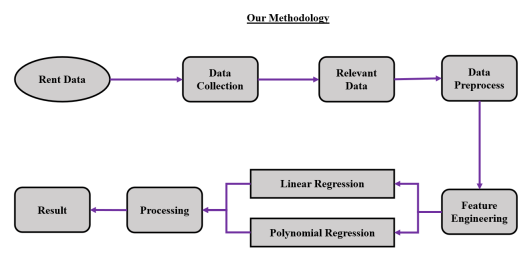 Our Methodology
Rent Data
Data
Collection
Relevant
Data
Data
Preprocess
Feature
Engineering
Linear Regression
Polynomial Regression
Processing
Result